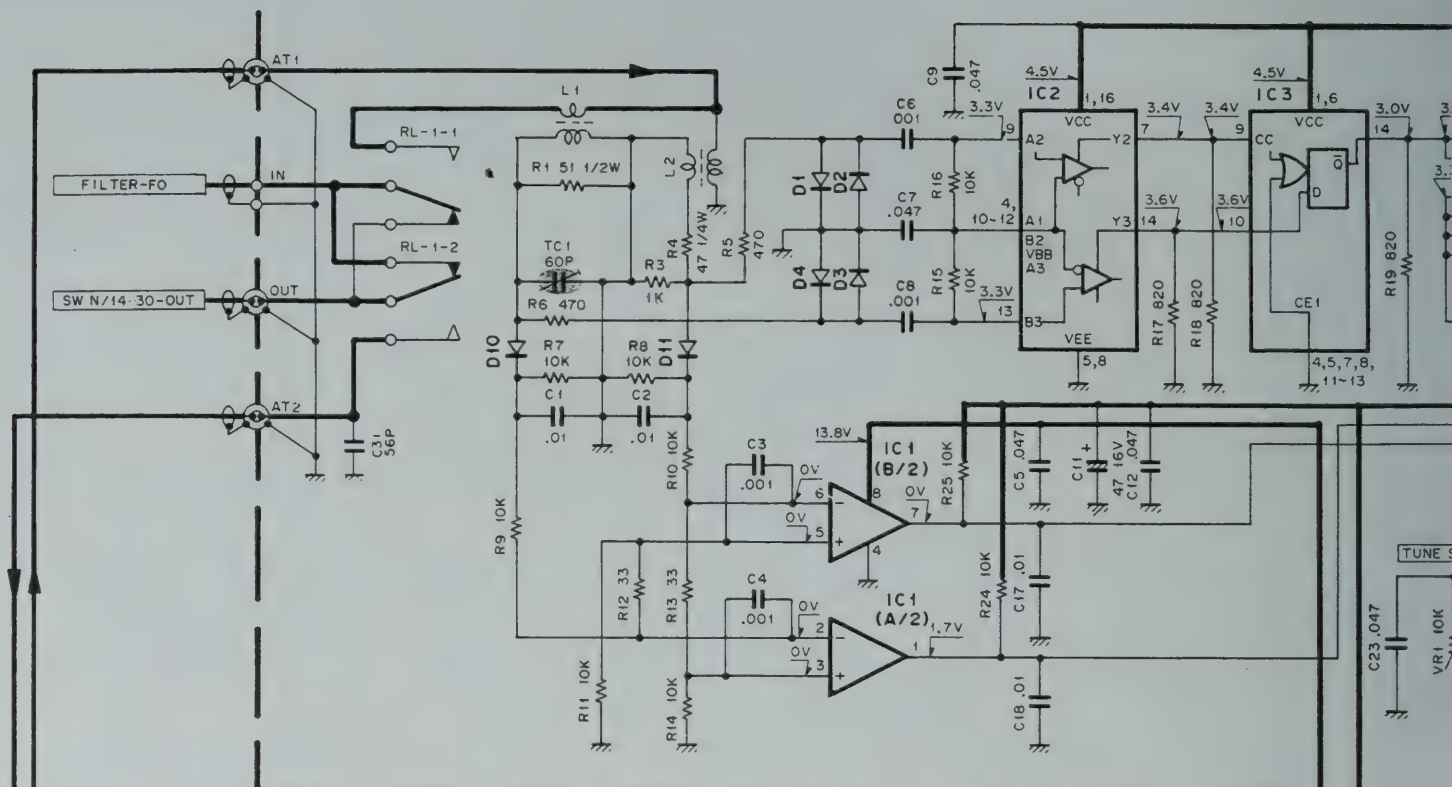 AT1
L1
RL-1-1
FILTER-FO
IN
RL-1-2
SW N/14·30-OUT
OUT
AT2
C31
56P
R1 51 1/2W
L2
R4
47 1/4W
R5
470
TC1
60P
R3
1K
R6 470
D10
R7
10K
R8
10K
D11
C1
.01
C2
.01
R9 10K
R10 10K
R11 10K
R12 33
R13 33
R14 10K
C3
.001
C4
.001
D1
D2
D4
D3
C6
.001
C7
.047
C8
.001
R16
10K
R15
10K
C9
.047
4.5V
IC2
1,16
VCC
3.3V
9
A2
Y2
7
3.4V
4,
10~12
A1
B2
VBB
A3
Y3
14
3.6V
3.3V
13
B3
VEE
5,8
R17 820
R18 820
3.4V
9
3.6V
10
4.5V
IC3
1,6
VCC
CC
Q
D
CE1
14
3.0V
4,5,7,8,
11~13
R19 820
13.8V
IC1
(B/2)
0V
6
-
0V
5
+
8
4
0V
7
IC1
(A/2)
0V
2
-
0V
3
+
1
1.7V
R25 10K
R24 10K
C5 .047
C11
+
47 16V
C12 .047
C17 .01
C18 .01
TUNE S
C23 .047
VR1 10K